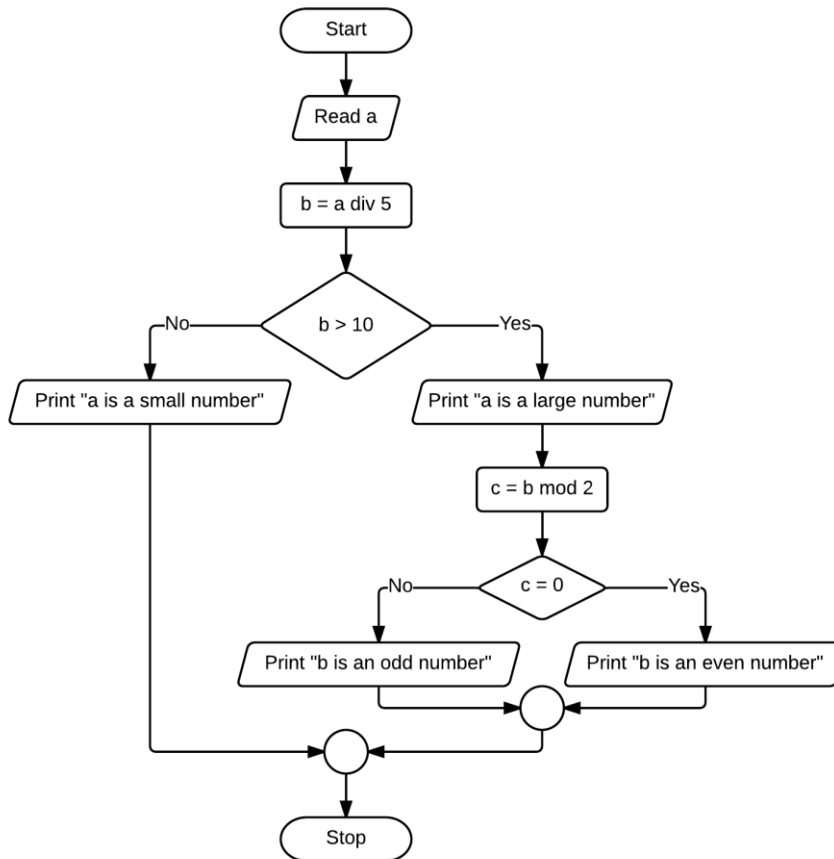 Start
Read a
b = a div 5
b > 10
No
Yes
Print "a is a small number"
Print "a is a large number"
c = b mod 2
c = 0
No
Yes
Print "b is an odd number"
Print "b is an even number"
Stop